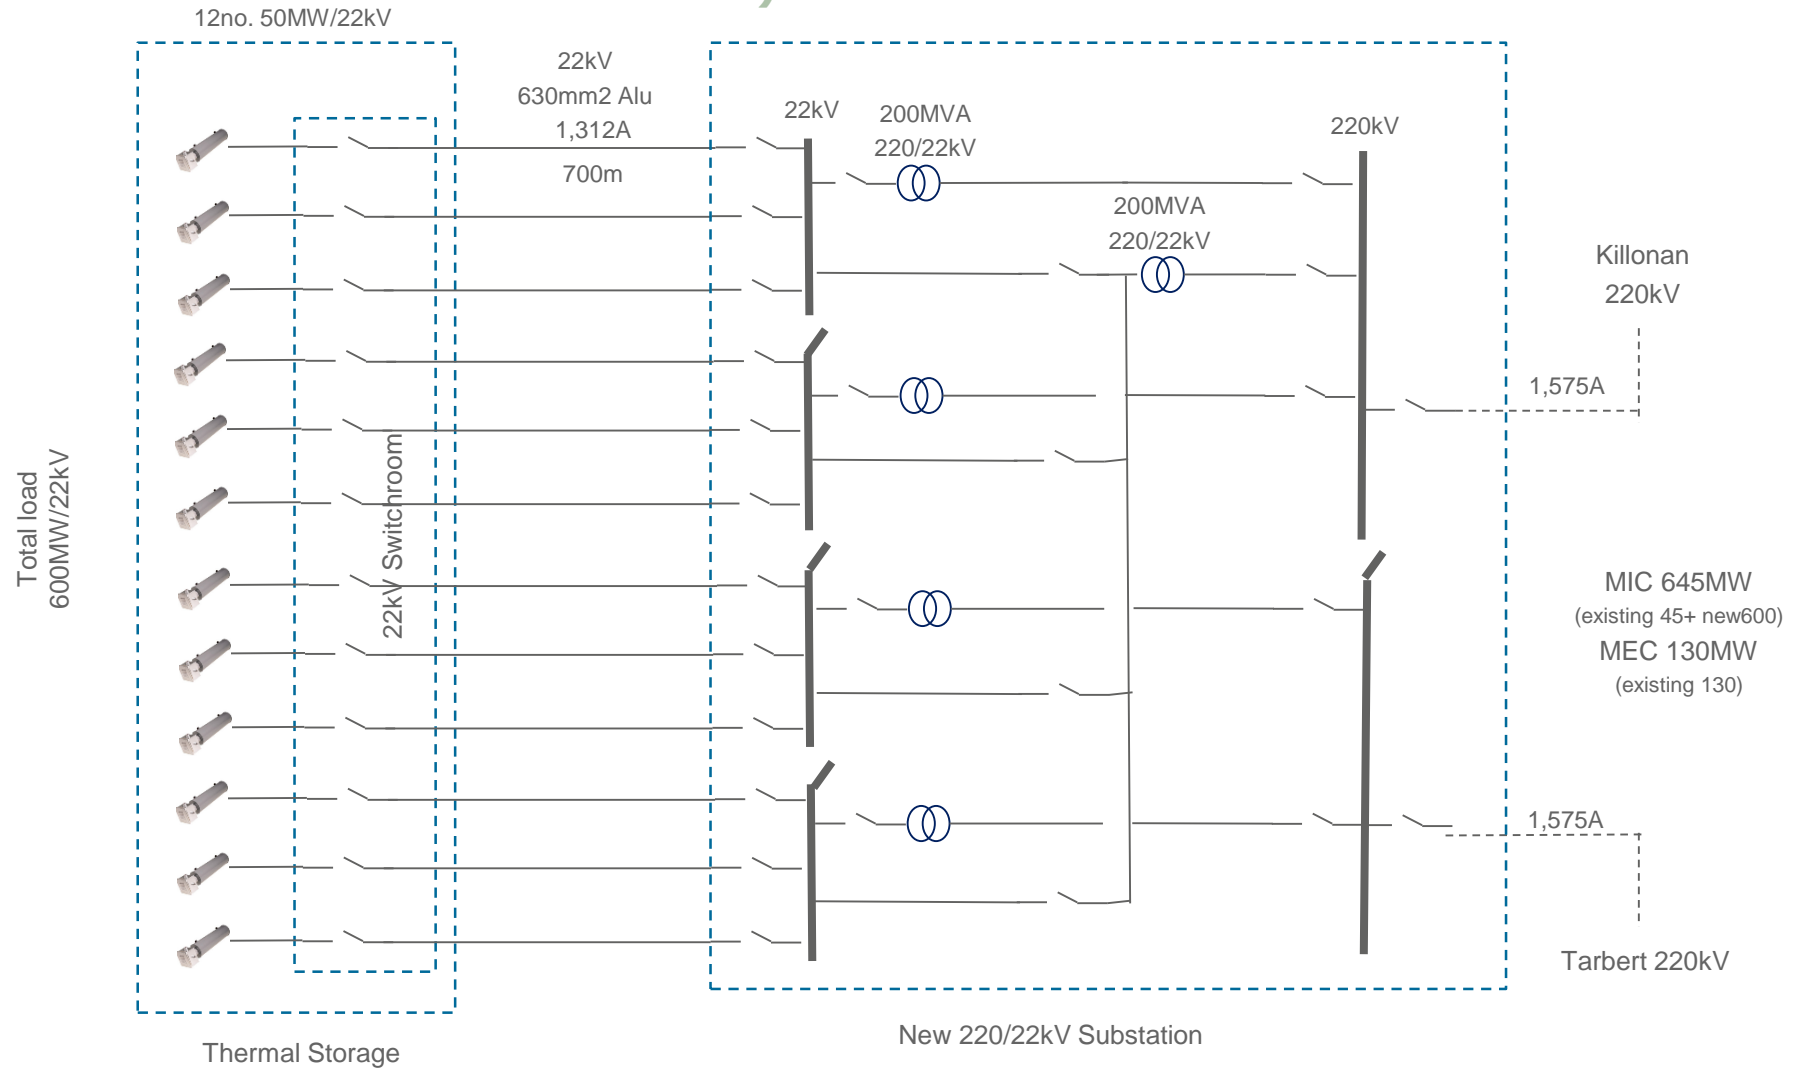 12no. 50MW/22kV
22kV
630mm2 Alu
1,312A
700m
22kV
200MVA
220/22kV
220kV
200MVA
220/22kV
Killonan
220kV
1,575A
Total load
600MW/22kV
22kV Switchroom
MIC 645MW
(existing 45+ new600)
MEC 130MW
(existing 130)
1,575A
Tarbert 220kV
New 220/22kV Substation
Thermal Storage